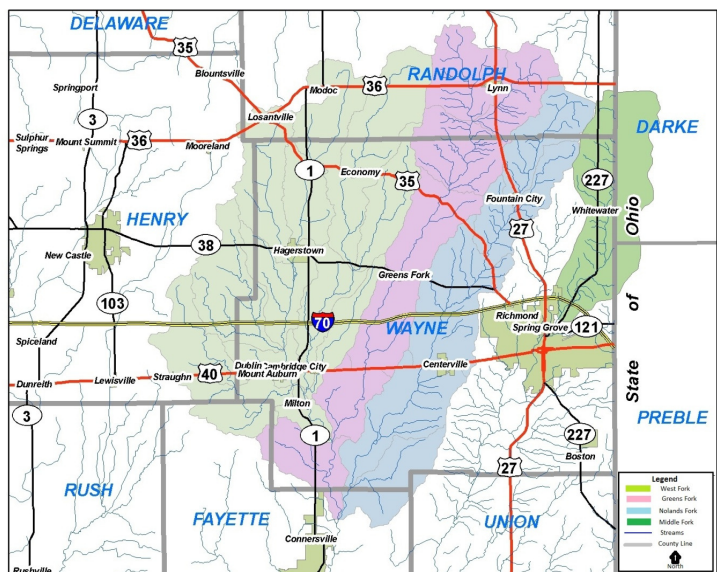 DELAWARE
35
Blountsville
RANDOLPH
Springport
Modoc
36
Lynn
3
Losantville
DARKE
Sulphur
Springs
Mount Summit
36
Mooreland
1
Economy
35
227
Fountain City
Whitewater
HENRY
27
38
Hagerstown
New Castle
Greens Fork
103
Richmond
70
WAYNE
Spring Grove
121
State of Ohio
Spiceland
Dublin
Cambridge City
Mount Auburn
Centerville
Dunreith
Lewisville
Straughn
40
Milton
3
1
PREBLE
227
Boston
27
RUSH
FAYETTE
UNION
Connersville
Rushville
Legend
West Fork
Greens Fork
Nolands Fork
Middle Fork
Streams
County Line
North